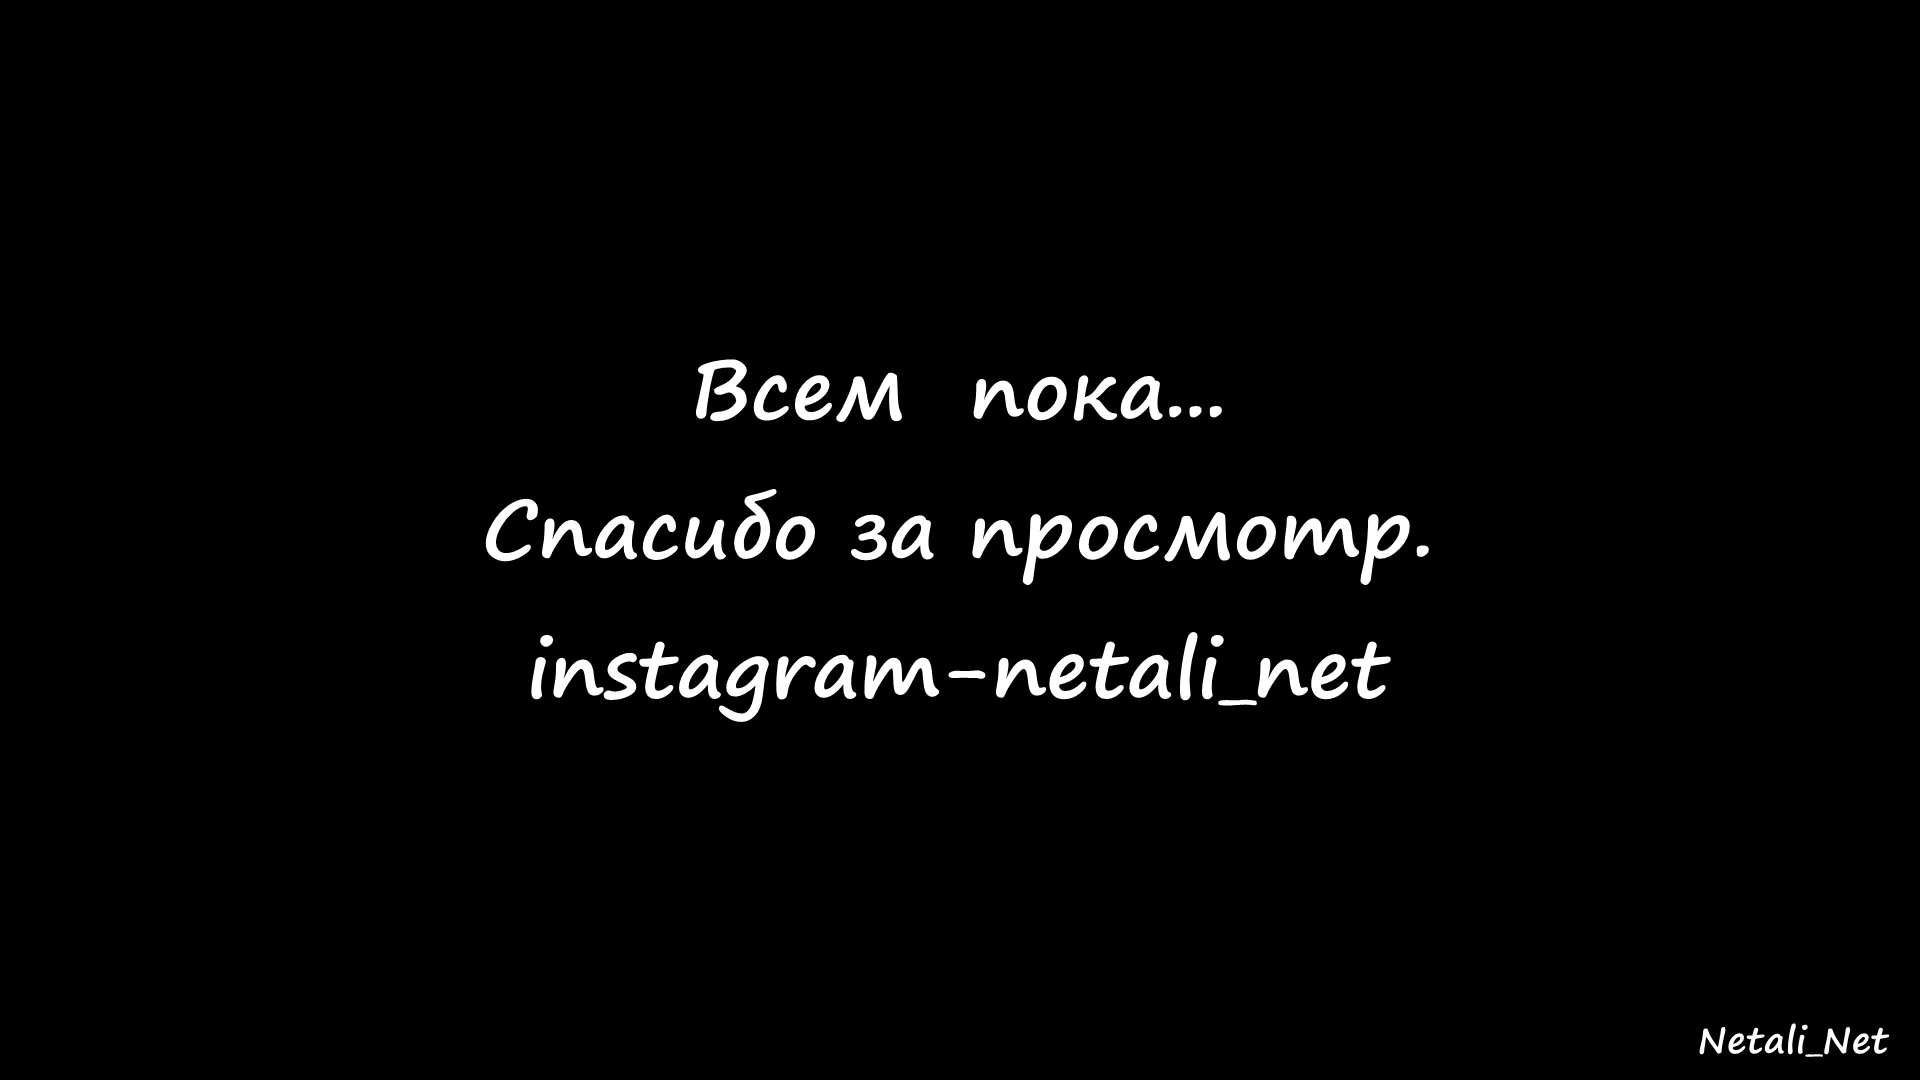 Всем пока...
Спасибо за просмотр.
instagram-netali_net
Netali_Net